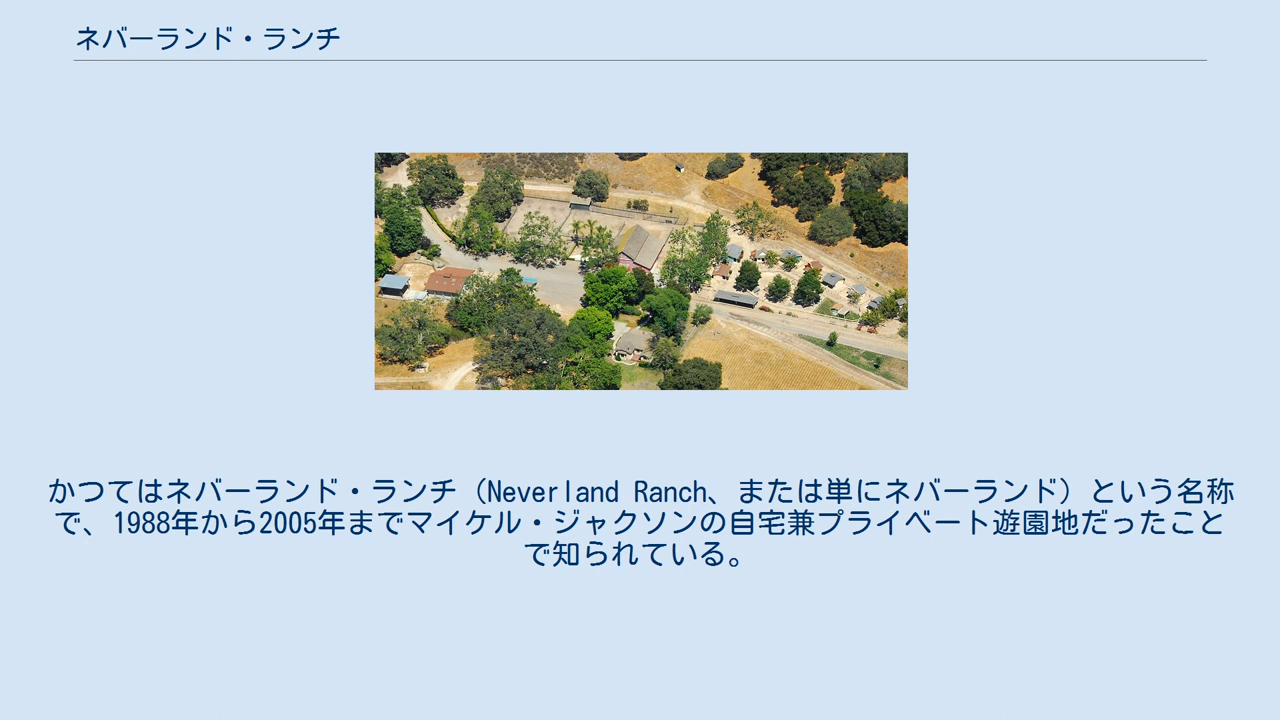 ネバーランド・ランチ
かつてはネバーランド・ランチ（Neverland Ranch、または単にネバーランド）という名称
で、1988年から2005年までマイケル・ジャクソンの自宅兼プライベート遊園地だったこと
で知られている。